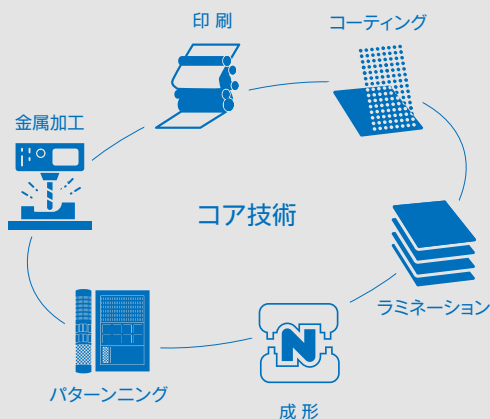 印刷
コーティング
金属加工
コア技術
ラミネーション
パターンニング
N
成形